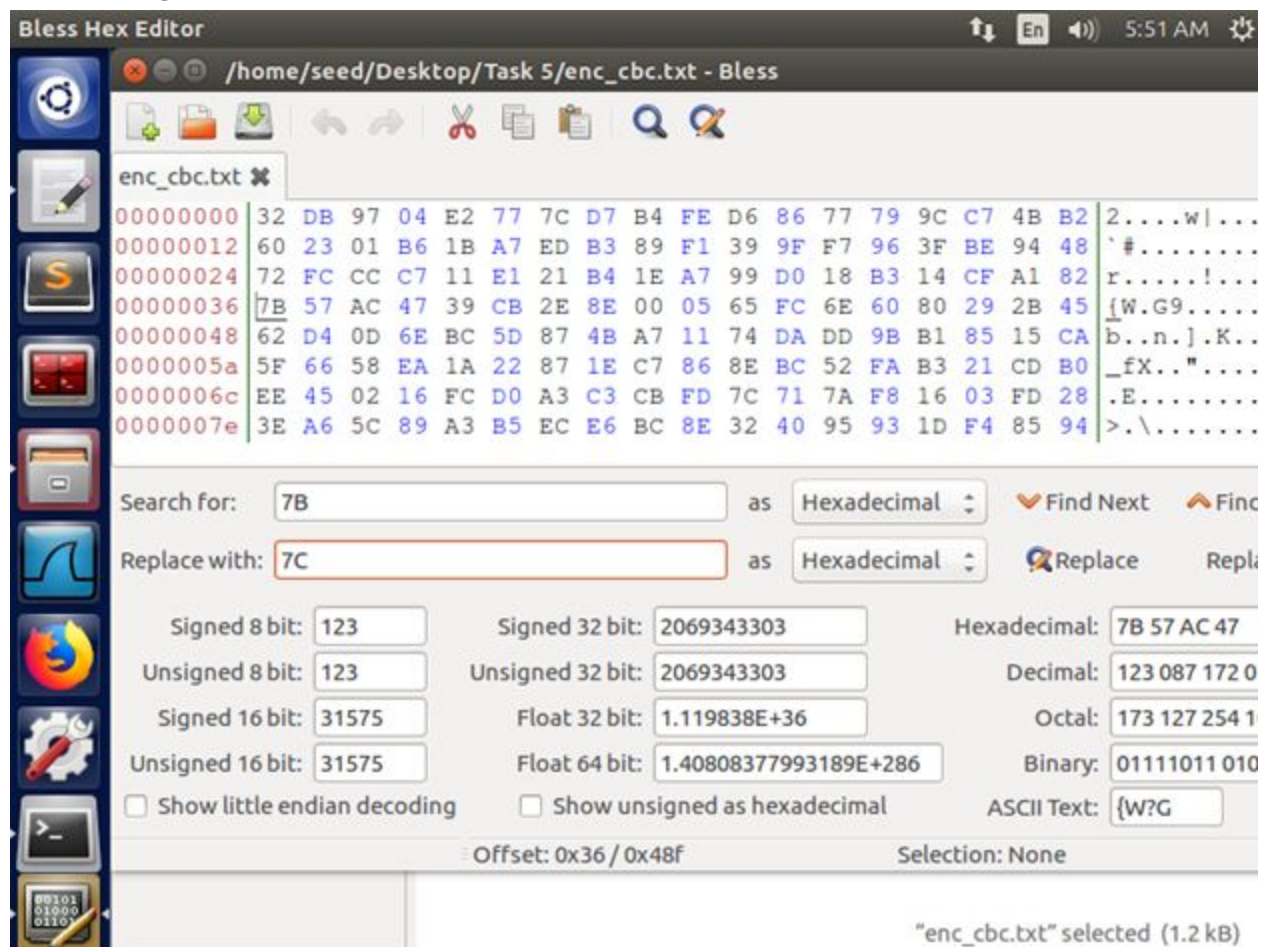 Bless Hex Editor En 5:51 AM
/home/seed/Desktop/Task 5/enc_cbc.txt - Bless
enc_cbc.txt
00000000 32 DB 97 04 E2 77 7C D7 B4 FE D6 86 77 79 9C C7 4B B2 2....w|...
00000012 60 23 01 B6 1B A7 ED B3 89 F1 39 9F F7 96 3F BE 94 48 `#........
00000024 72 FC CC C7 11 E1 21 B4 1E A7 99 D0 18 B3 14 CF A1 82 r.....!...
00000036 7B 57 AC 47 39 CB 2E 8E 00 05 65 FC 6E 60 80 29 2B 45 {W.G9.....
00000048 62 D4 0D 6E BC 5D 87 4B A7 11 74 DA DD 9B B1 85 15 CA b..n.].K..
0000005a 5F 66 58 EA 1A 22 87 1E C7 86 8E BC 52 FA B3 21 CD B0 _fX.."....
0000006c EE 45 02 16 FC D0 A3 C3 CB FD 7C 71 7A F8 16 03 FD 28 .E........
0000007e 3E A6 5C 89 A3 B5 EC E6 BC 8E 32 40 95 93 1D F4 85 94 >.\.......
Search for: 7B as Hexadecimal Find Next Finc
Replace with: 7C as Hexadecimal Replace Repla
Signed 8 bit: 123 Signed 32 bit: 2069343303 Hexadecimal: 7B 57 AC 47
Unsigned 8 bit: 123 Unsigned 32 bit: 2069343303 Decimal: 123 087 172 0
Signed 16 bit: 31575 Float 32 bit: 1.119838E+36 Octal: 173 127 254 1
Unsigned 16 bit: 31575 Float 64 bit: 1.40808377993189E+286 Binary: 01111011 010
Show little endian decoding Show unsigned as hexadecimal ASCII Text: {W?G
Offset: 0x36 / 0x48f Selection: None
"enc_cbc.txt" selected (1.2 kB)